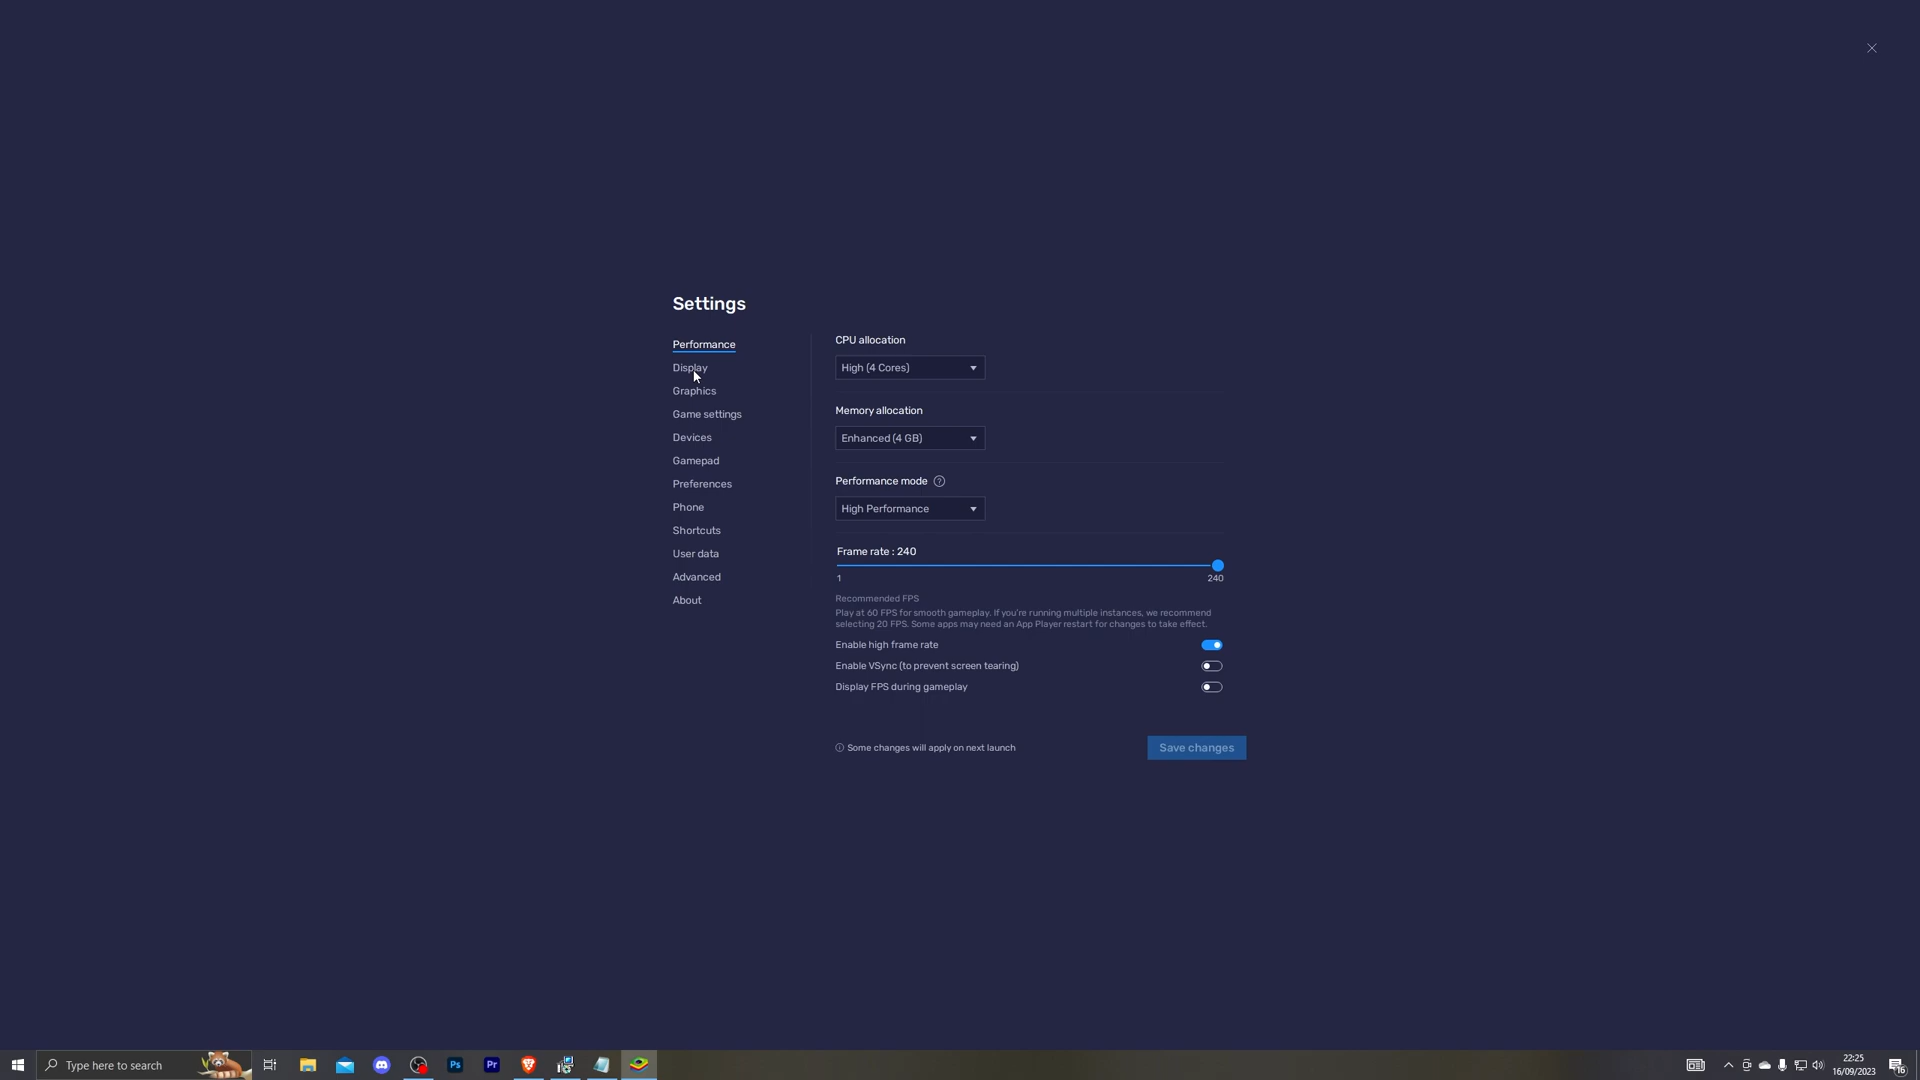 Settings
Performance
Display
Graphics
Game settings
Devices
Gamepad
Preferences
Phone
Shortcuts
User data
Advanced
About
CPU allocation
High (4 Cores)
Memory allocation
Enhanced (4 GB)
Performance mode ?
High Performance
Frame rate : 240
1 240
Recommended FPS
Play at 60 FPS for smooth gameplay. If you're running multiple instances, we recommend
selecting 20 FPS. Some apps may need an App Player restart for changes to take effect.
Enable high frame rate
Enable VSync (to prevent screen tearing)
Display FPS during gameplay
Some changes will apply on next launch
Save changes
Type here to search
Ps
Pr
22:25
16/09/2023
16